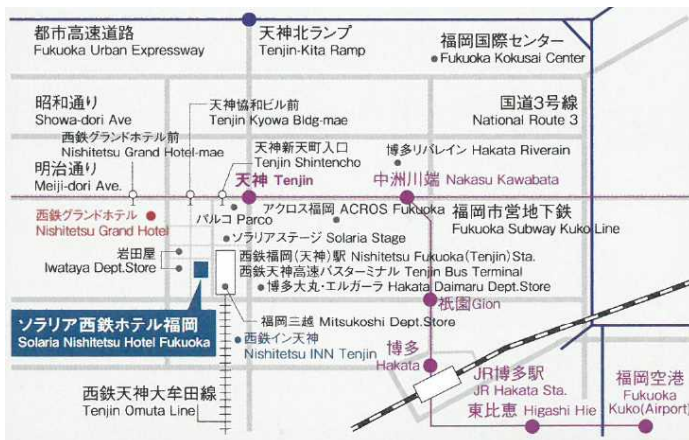 都市高速道路
Fukuoka Urban Expressway
天神北ランプ
Tenjin-Kita Ramp
福岡国際センター
Fukuoka Kokusai Center
昭和通り
Showa-dori Ave
天神協和ビル前
Tenjin Kyowa Bldg-mae
国道3号線
National Route 3
西鉄グランドホテル前
Nishitetsu Grand Hotel-mae
天神新天町入口
Tenjin Shintencho
博多リバレイン Hakata Riverain
明治通り
Meiji-dori Ave.
天神 Tenjin
中洲川端 Nakasu Kawabata
西鉄グランドホテル
Nishitetsu Grand Hotel
パルコ Parco
アクロス福岡 ACROS Fukuoka
福岡市営地下鉄
Fukuoka Subway Kuko Line
ソラリアステージ Solaria Stage
岩田屋
Iwataya Dept.Store
西鉄福岡(天神)駅 Nishitetsu Fukuoka(Tenjin)Sta.
西鉄天神高速バスターミナル Tenjin Bus Terminal
博多大丸・エルガーラ Hakata Daimaru Dept.Store
祇園Gion
ソラリア西鉄ホテル福岡
Solaria Nishitetsu Hotel Fukuoka
福岡三越 Mitsukoshi Dept.Store
西鉄イン天神
Nishitetsu INN Tenjin
博多
Hakata
JR博多駅
JR Hakata Sta.
福岡空港
Fukuoka
Kuko(Airport)
西鉄天神大牟田線
Tenjin Omuta Line
東比恵 Higashi Hie